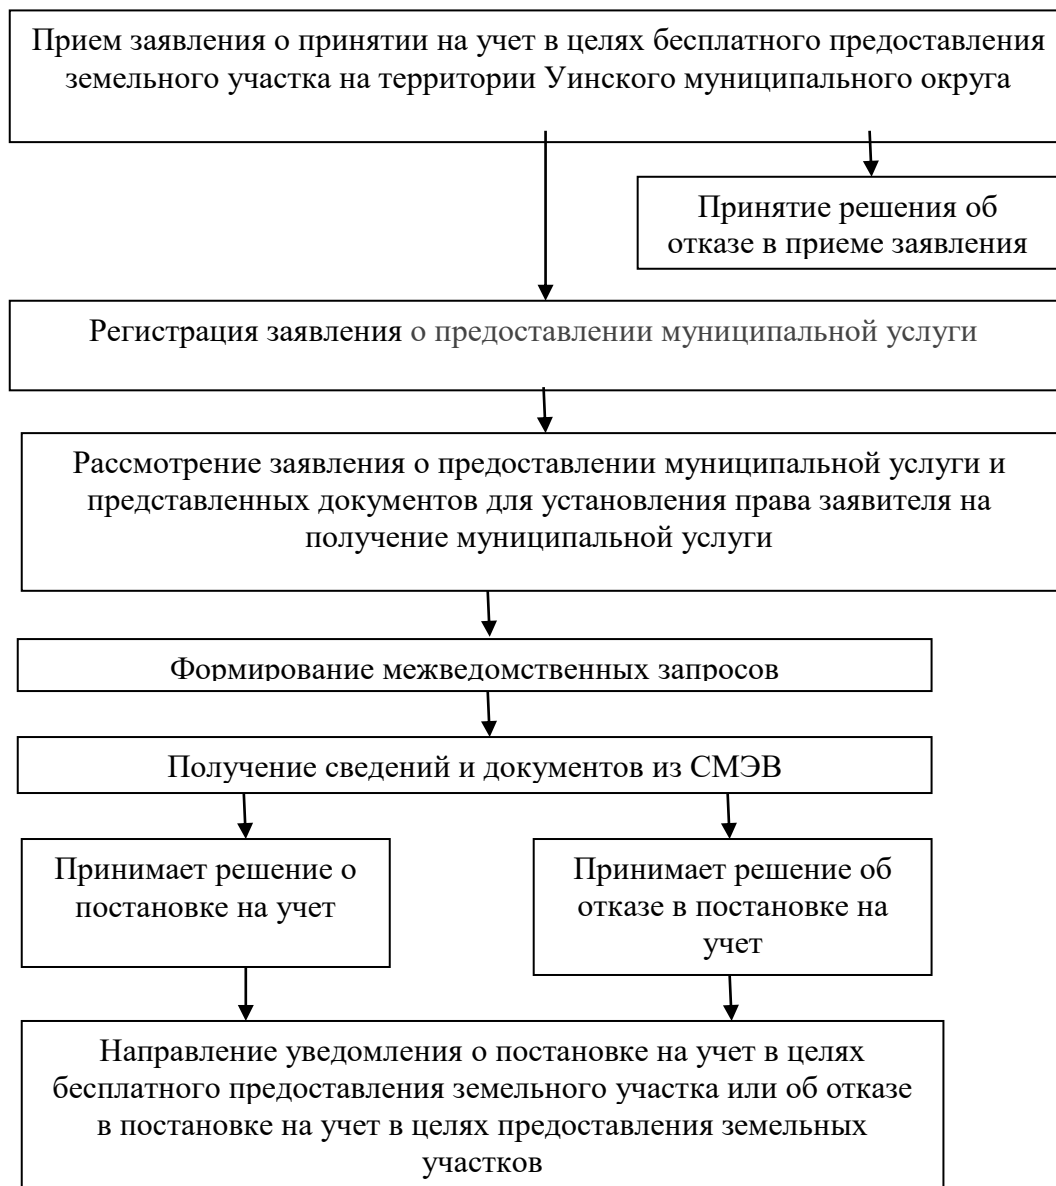 Прием заявления о принятии на учет в целях бесплатного предоставления
земельного участка на территории Уинского муниципального округа
Принятие решения об
отказе в приеме заявления
Регистрация заявления о предоставлении муниципальной услуги
Рассмотрение заявления о предоставлении муниципальной услуги и
представленных документов для установления права заявителя на
получение муниципальной услуги
Формирование межведомственных запросов
Получение сведений и документов из СМЭВ
Принимает решение о
постановке на учет
Принимает решение об
отказе в постановке на
учет
Направление уведомления о постановке на учет в целях
бесплатного предоставления земельного участка или об отказе
в постановке на учет в целях предоставления земельных
участков